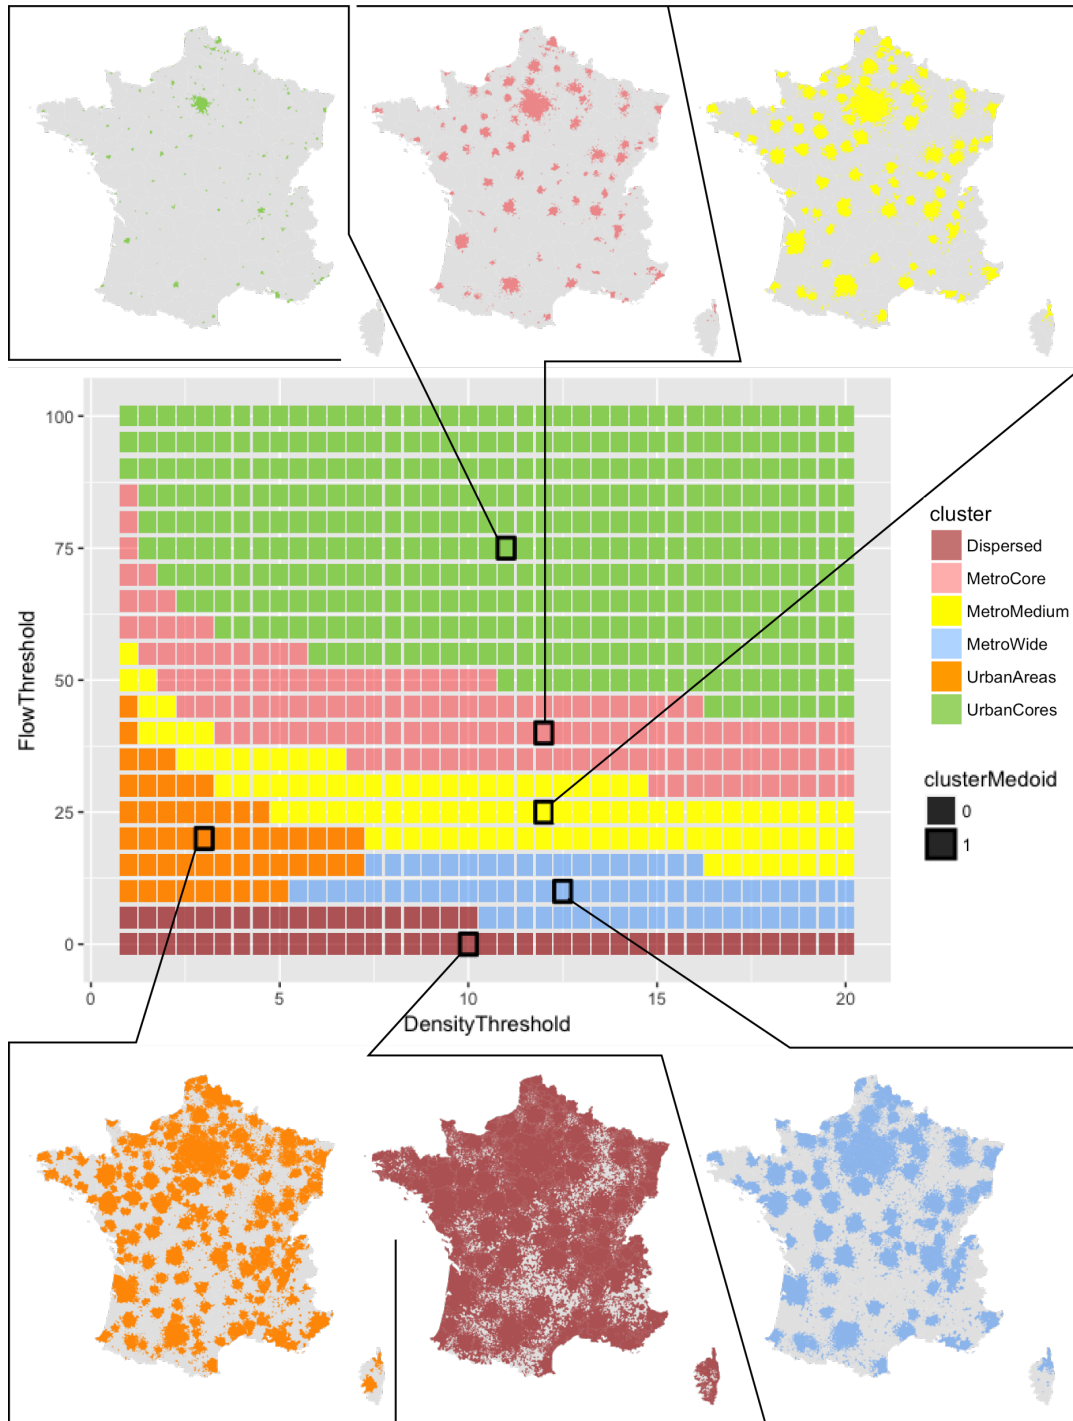 100
75
50
25
0
FlowThreshold
0
5
10
15
20
DensityThreshold
cluster
Dispersed
MetroCore
MetroMedium
MetroWide
UrbanAreas
UrbanCores
clusterMedoid
0
1